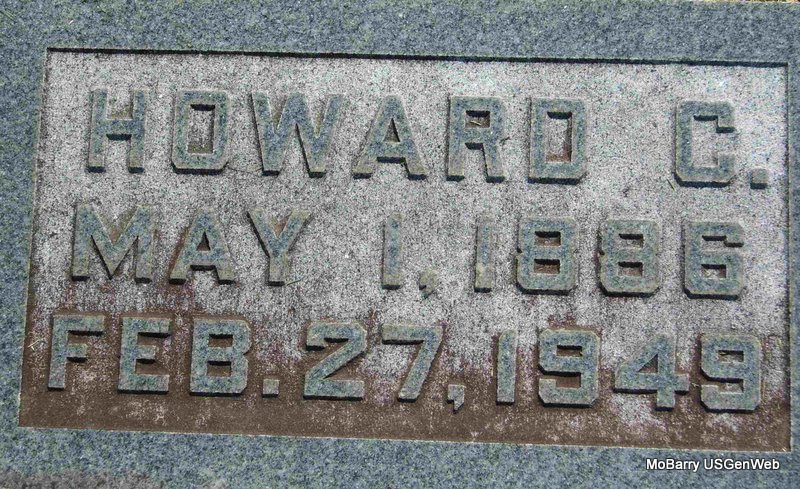 HOWARD C.
MAY 1, 1886
FEB. 27, 1949
MoBarry USGenWeb